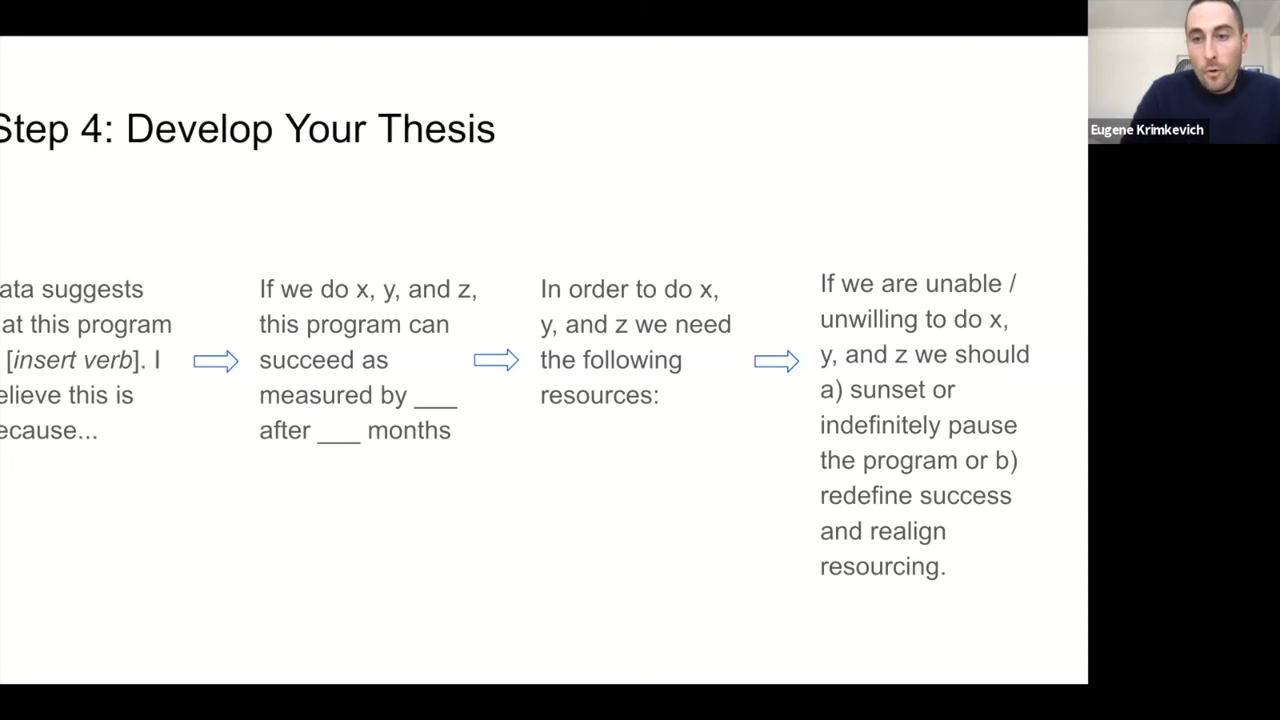 Step 4: Develop Your Thesis
ata suggests
at this program
[insert verb]. I
elieve this is
ecause...
If we do x, y, and z,
this program can
succeed as
measured by ___
after ___ months
In order to do x,
y, and z we need
the following
resources:
If we are unable /
unwilling to do x,
y, and z we should
a) sunset or
indefinitely pause
the program or b)
redefine success
and realign
resourcing.
Eugene Krimkevich